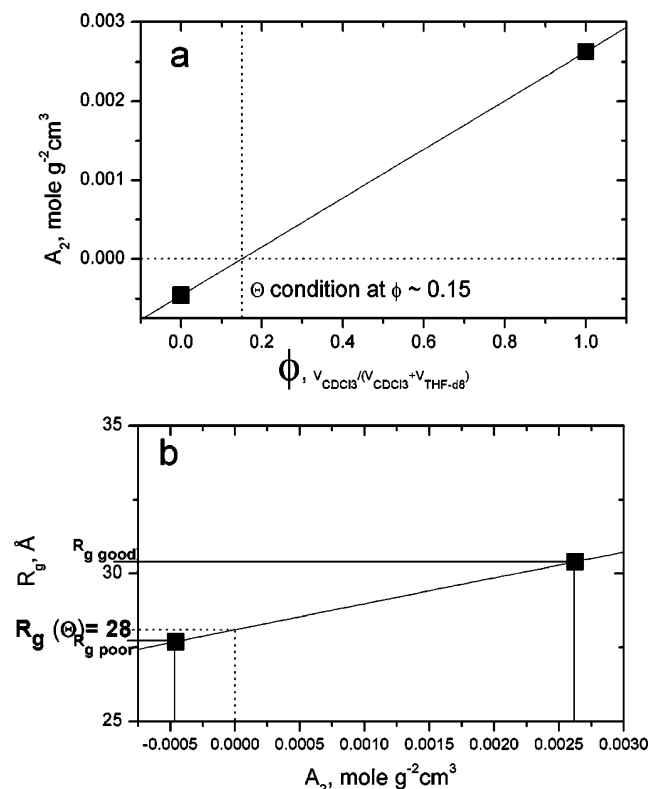 0.003
a
0.002
0.001
0.000
A2, mole g-2cm3
Θ condition at ϕ ~ 0.15
0.0 0.2 0.4 0.6 0.8 1.0
ϕ, VCDCl3/(VCDCl3+VTHF-d8)
35
b
Rg good
30
Rg, Å
Rg (Θ)= 28
Rg poor
25
-0.0005 0.0000 0.0005 0.0010 0.0015 0.0020 0.0025 0.0030
A2, mole g-2cm3